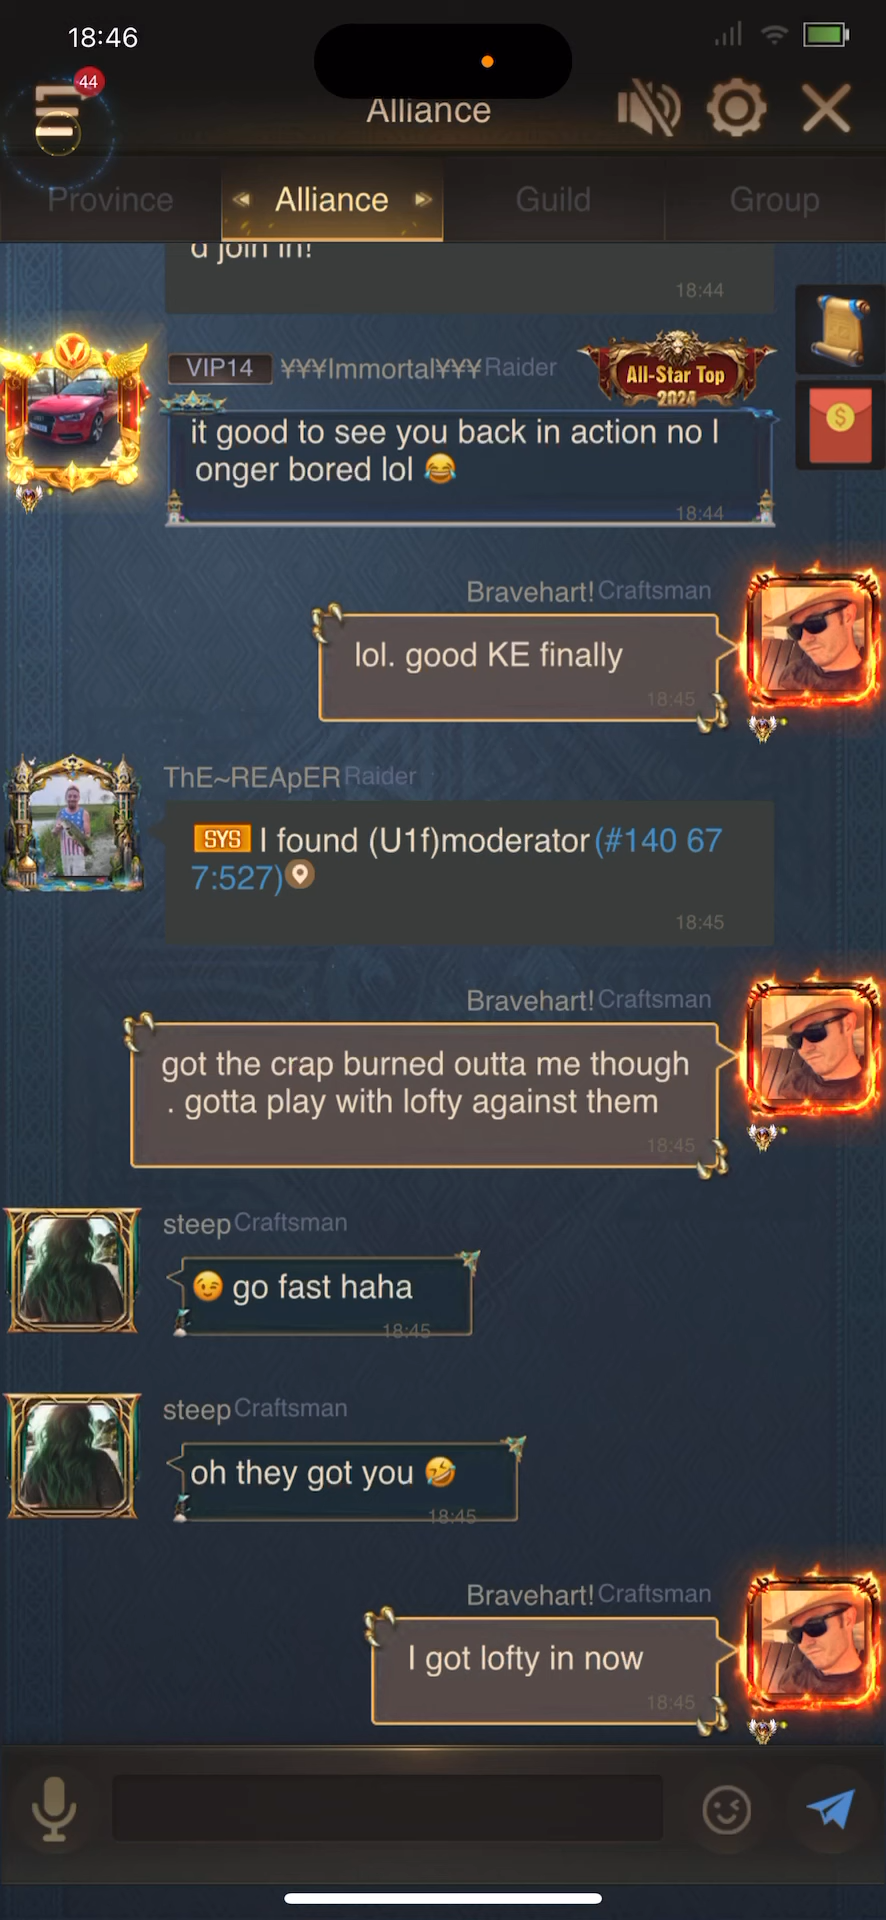 18:46
44
Alliance
Province
Alliance
Guild
Group
d join in!
18:44
VIP14 ¥¥¥Immortal¥¥¥ Raider
All-Star Top
2024
it good to see you back in action no l
onger bored lol 😂
18:44
Bravehart! Craftsman
lol. good KE finally
18:45
ThE~REApER Raider
SYS I found (U1f)moderator(#140 67
7:527)
18:45
Bravehart! Craftsman
got the crap burned outta me though
. gotta play with lofty against them
18:45
steep Craftsman
😉 go fast haha
18:45
steep Craftsman
oh they got you 🤣
18:45
Bravehart! Craftsman
I got lofty in now
18:45